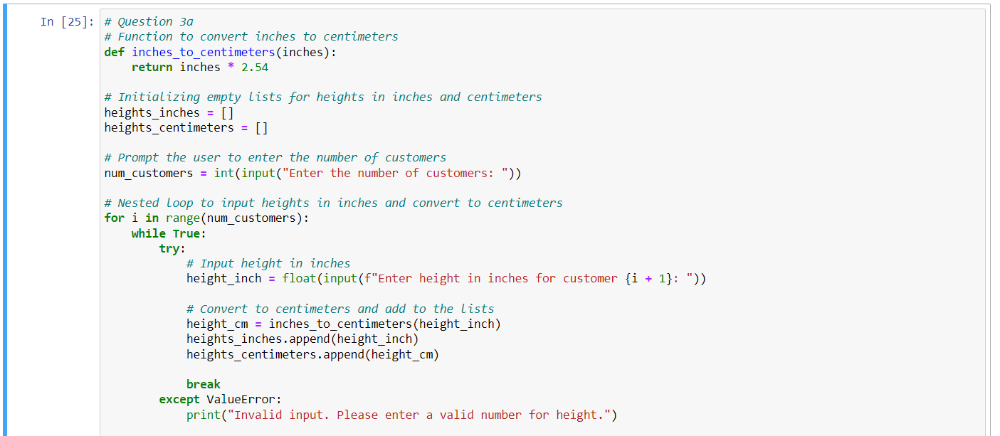 In [25]: # Question 3a
# Function to convert inches to centimeters
def inches_to_centimeters(inches):
    return inches * 2.54

# Initializing empty lists for heights in inches and centimeters
heights_inches = []
heights_centimeters = []

# Prompt the user to enter the number of customers
num_customers = int(input("Enter the number of customers: "))

# Nested loop to input heights in inches and convert to centimeters
for i in range(num_customers):
    while True:
        try:
            # Input height in inches
            height_inch = float(input(f"Enter height in inches for customer {i + 1}: "))

            # Convert to centimeters and add to the lists
            height_cm = inches_to_centimeters(height_inch)
            heights_inches.append(height_inch)
            heights_centimeters.append(height_cm)

            break
        except ValueError:
            print("Invalid input. Please enter a valid number for height.")